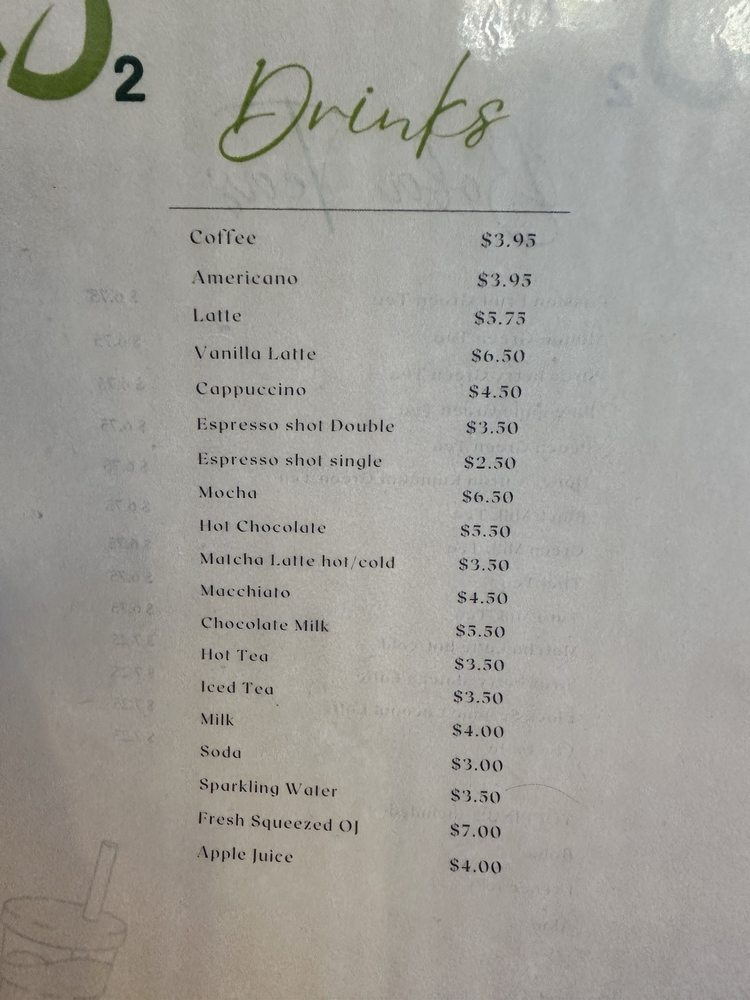 2
Drinks
Coffee $3.95
Americano $3.95
Latte $5.75
Vanilla Latte $6.50
Cappuccino $4.50
Espresso shot Double $3.50
Espresso shot single $2.50
Mocha $6.50
Hot Chocolate $5.50
Matcha Latte hot/cold $3.50
Macchiato $4.50
Chocolate Milk $5.50
Hot Tea $3.50
Iced Tea $3.50
Milk $4.00
Soda $3.00
Sparkling Water $3.50
Fresh Squeezed OJ $7.00
Apple Juice $4.00